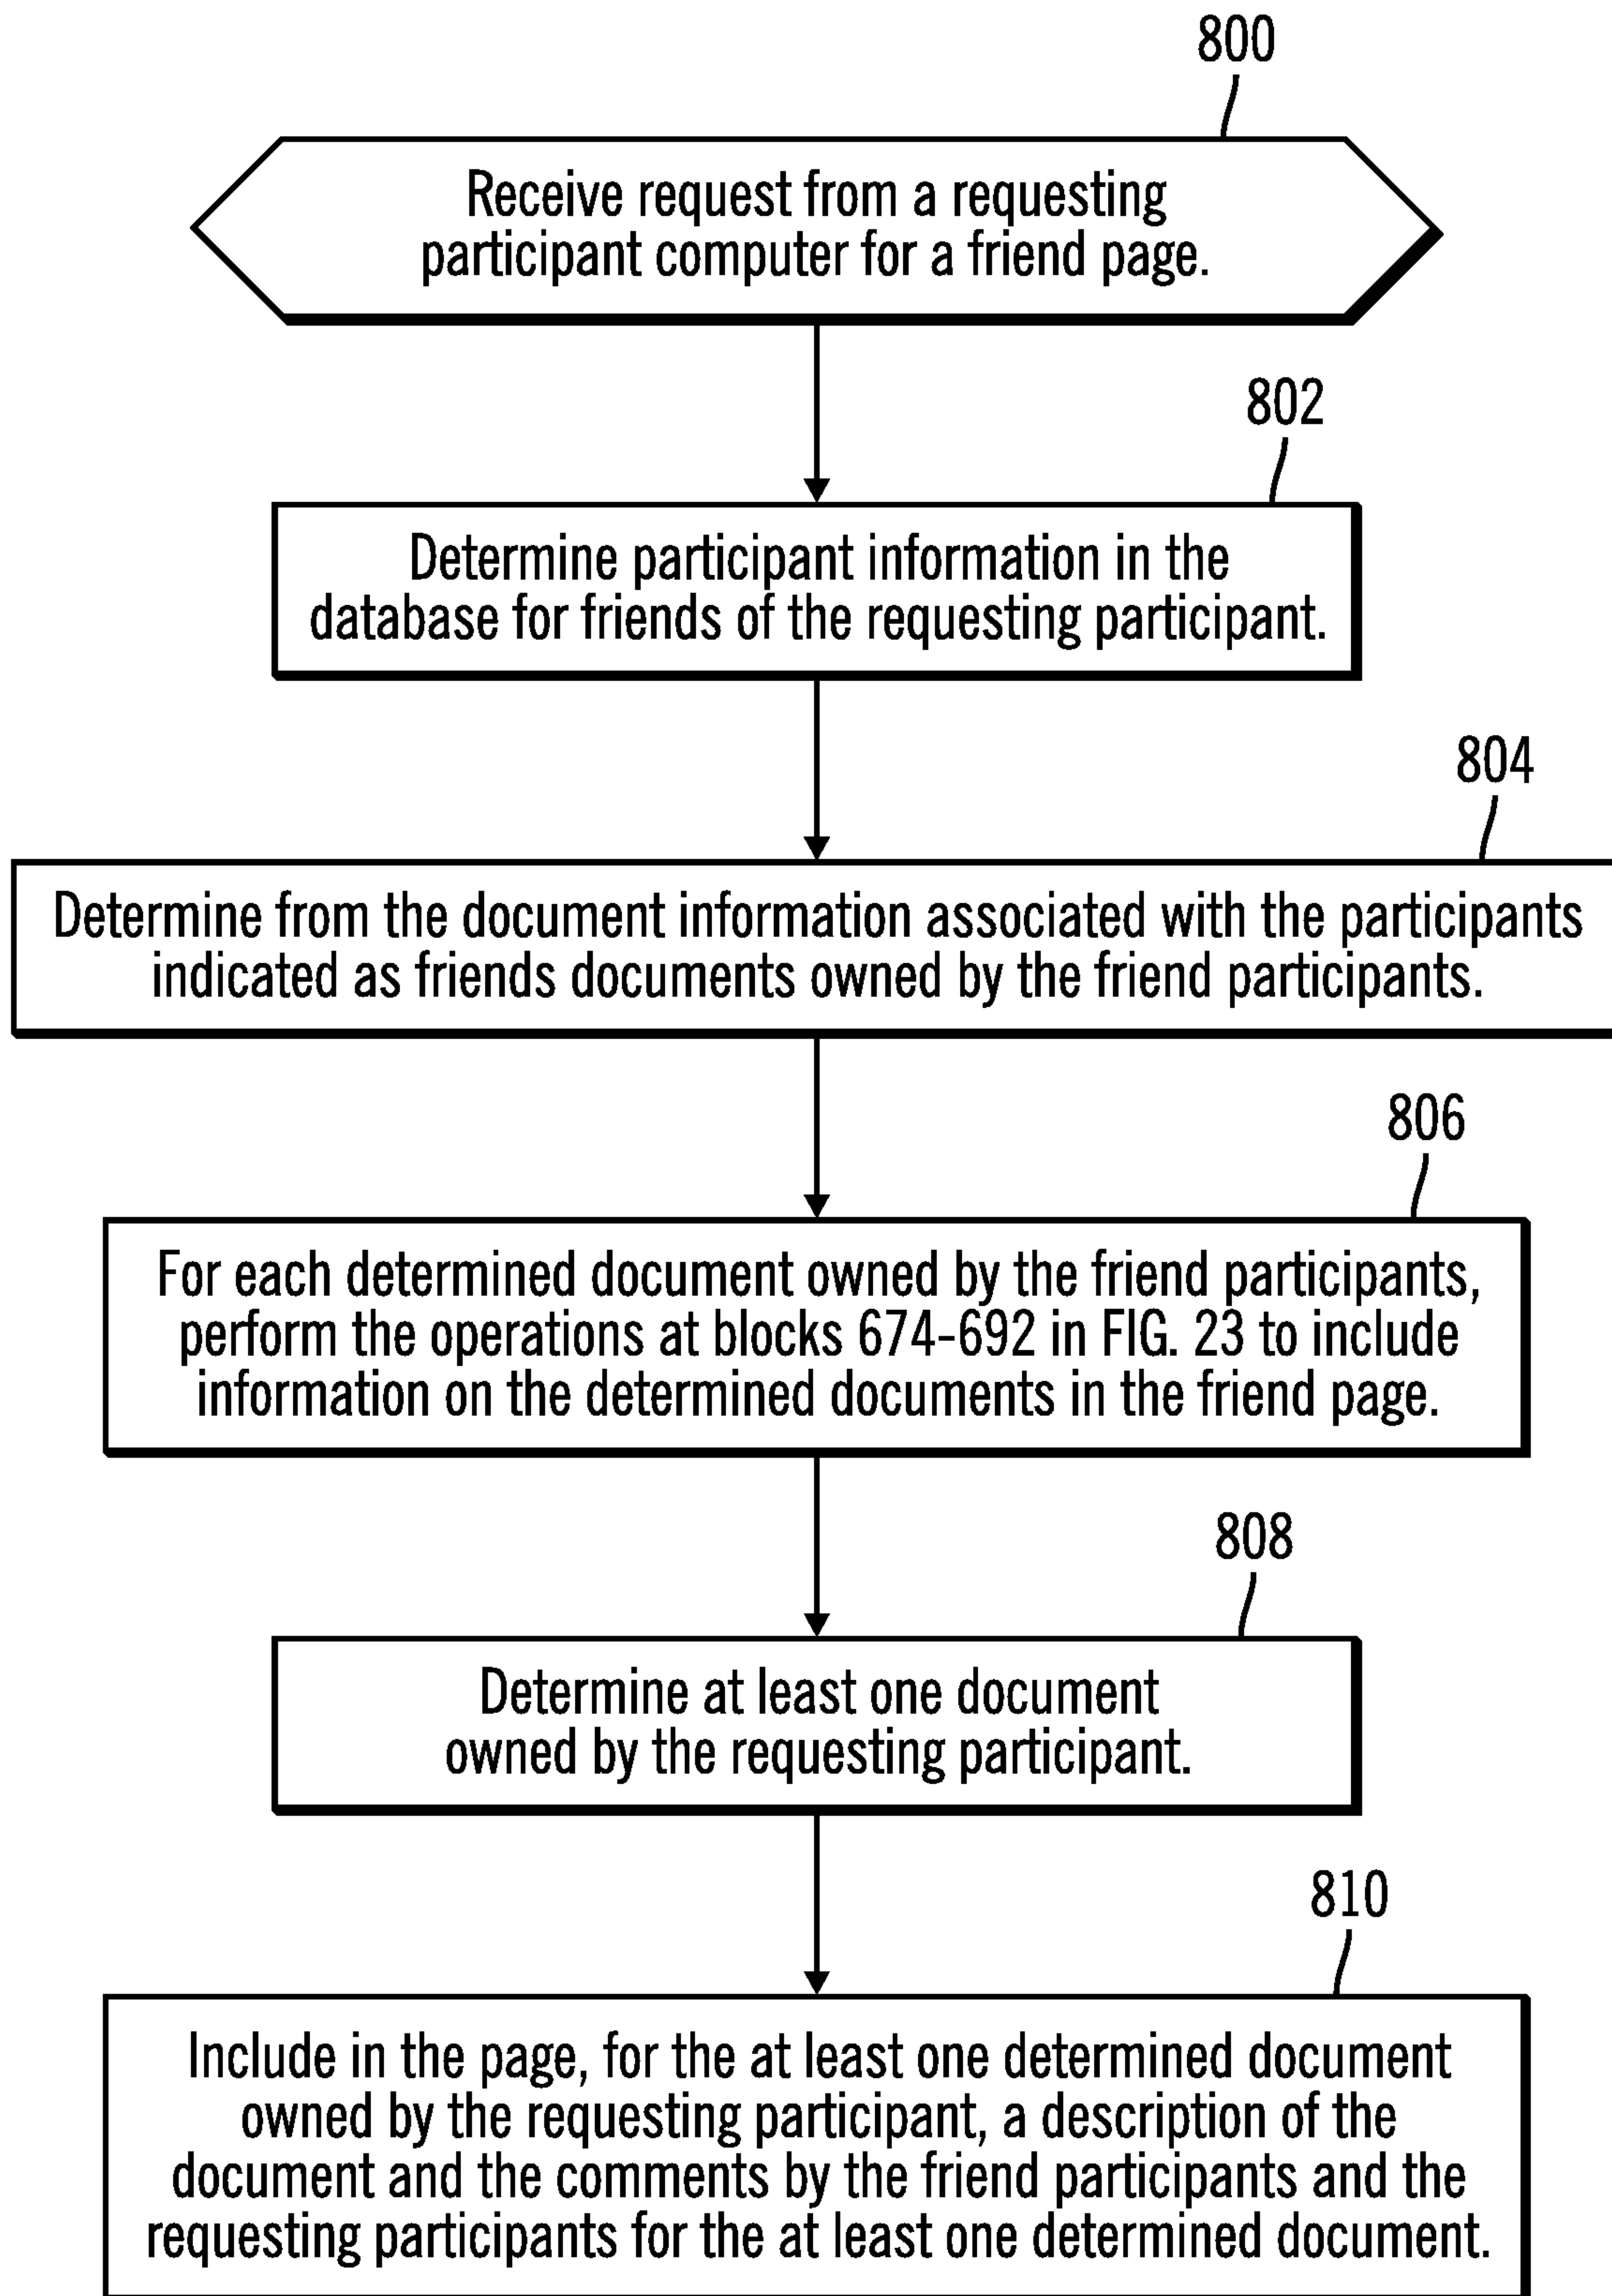 800
Receive request from a requesting
participant computer for a friend page.
802
Determine participant information in the
database for friends of the requesting participant.
804
Determine from the document information associated with the participants
indicated as friends documents owned by the friend participants.
806
For each determined document owned by the friend participants,
perform the operations at blocks 674-692 in FIG. 23 to include
information on the determined documents in the friend page.
808
Determine at least one document
owned by the requesting participant.
810
Include in the page, for the at least one determined document
owned by the requesting participant, a description of the
document and the comments by the friend participants and the
requesting participants for the at least one determined document.